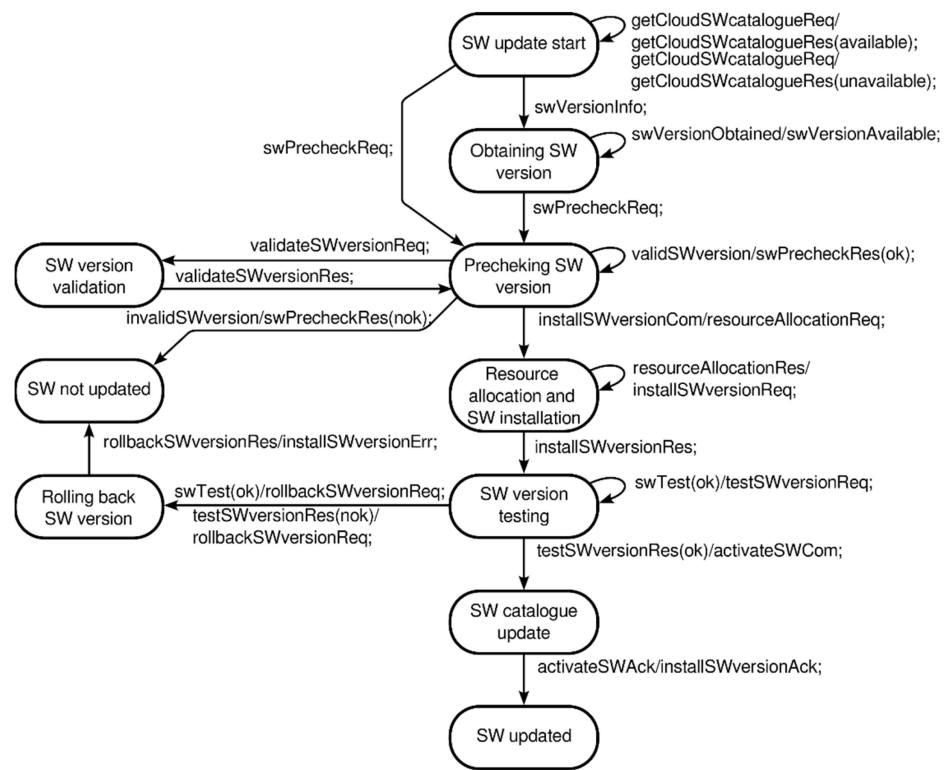 SW update start
getCloudSWcatalogueReq/
getCloudSWcatalogueRes(available);
getCloudSWcatalogueReq/
getCloudSWcatalogueRes(unavailable);
swVersionInfo;
swPrecheckReq;
Obtaining SW
version
swVersionObtained/swVersionAvailable;
swPrecheckReq;
SW version
validation
validateSWversionReq;
validateSWversionRes;
Precheking SW
version
validSWversion/swPrecheckRes(ok);
invalidSWversion/swPrecheckRes(nok);
installSWversionCom/resourceAllocationReq;
SW not updated
Resource
allocation and
SW installation
resourceAllocationRes/
installSWversionReq;
rollbackSWversionRes/installSWversionErr;
installSWversionRes;
Rolling back
SW version
swTest(ok)/rollbackSWversionReq;
testSWversionRes(nok)/
rollbackSWversionReq;
SW version
testing
swTest(ok)/testSWversionReq;
testSWversionRes(ok)/activateSWCom;
SW catalogue
update
activateSWAck/installSWversionAck;
SW updated